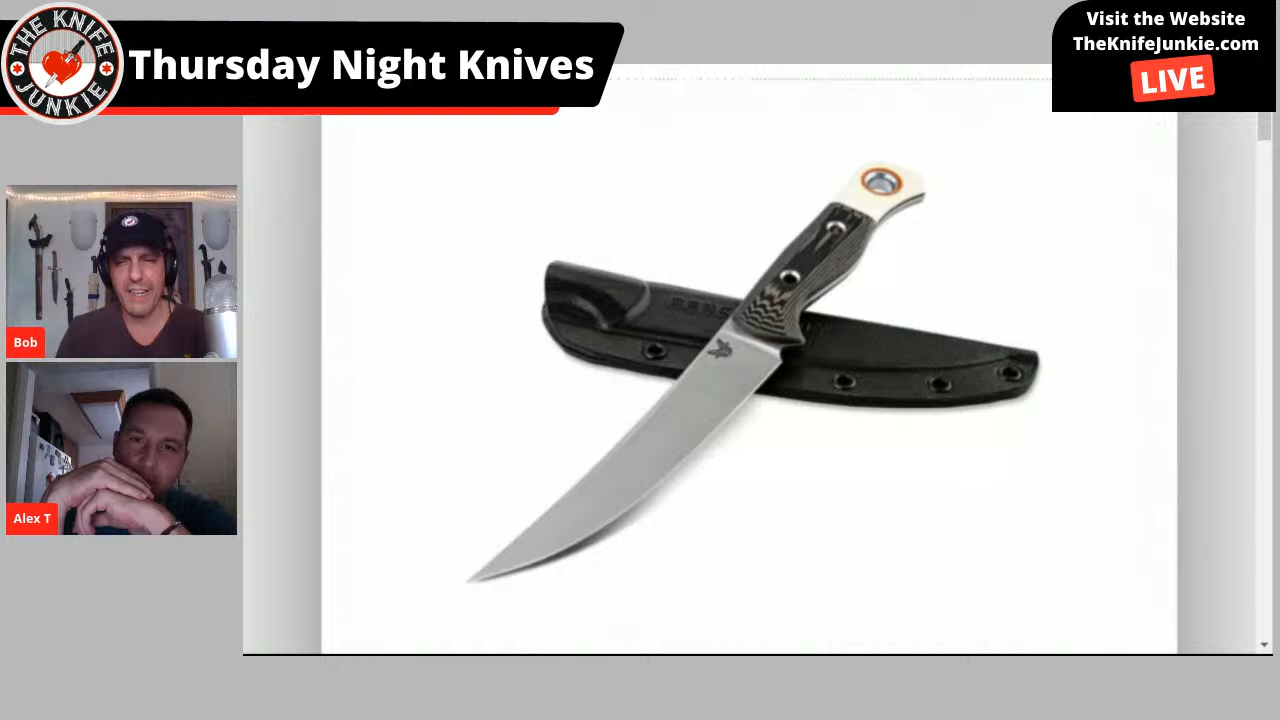 THE KNIFE
JUNKIE
Thursday Night Knives
Visit the Website
TheKnifeJunkie.com
LIVE
Bob
Alex T